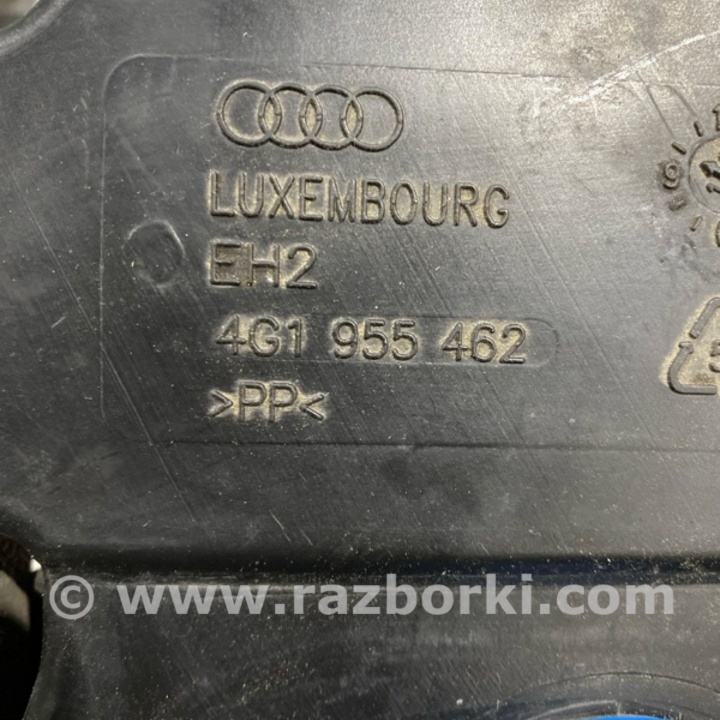 LUXEMBOURG
EH2
4G1 955 462
>PP<
© www.razborki.com